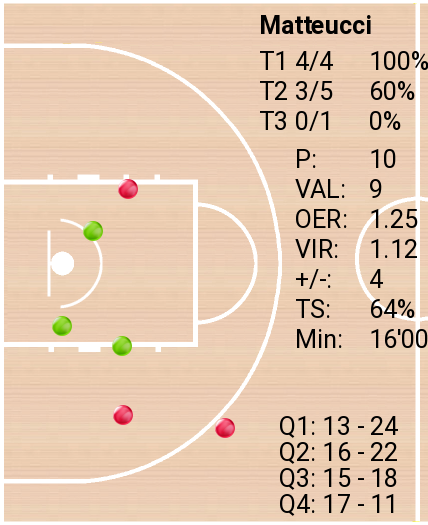 Matteucci
T1 4/4 100%
T2 3/5 60%
T3 0/1 0%
P: 10
VAL: 9
OER: 1.25
VIR: 1.12
+/-: 4
TS: 64%
Min: 16'00
Q1: 13 - 24
Q2: 16 - 22
Q3: 15 - 18
Q4: 17 - 11